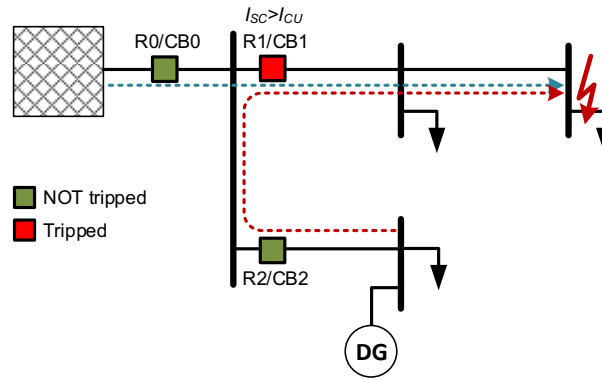 I_SC>I_CU
R0/CB0
R1/CB1
NOT tripped
Tripped
R2/CB2
DG